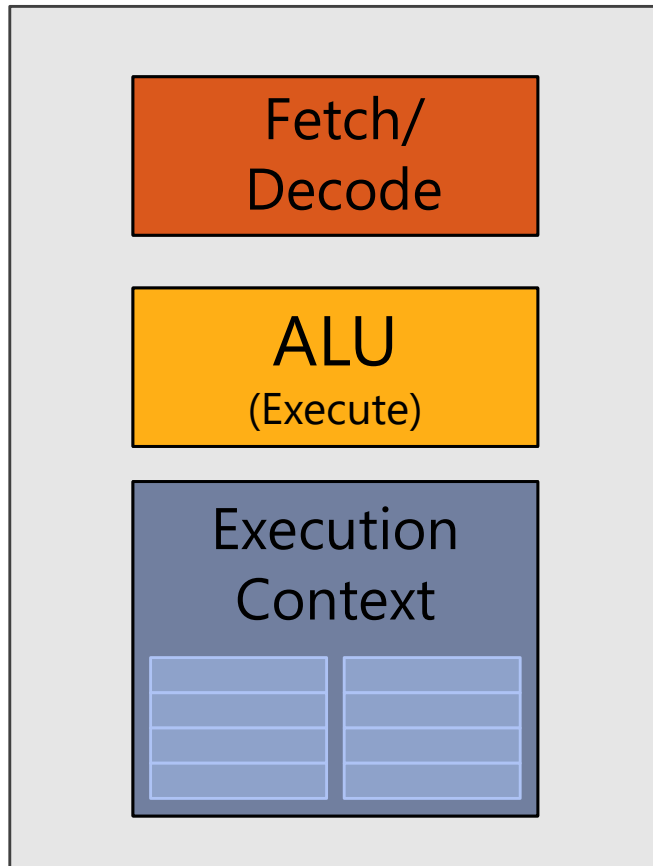 Fetch/
Decode
ALU
(Execute)
Execution
Context